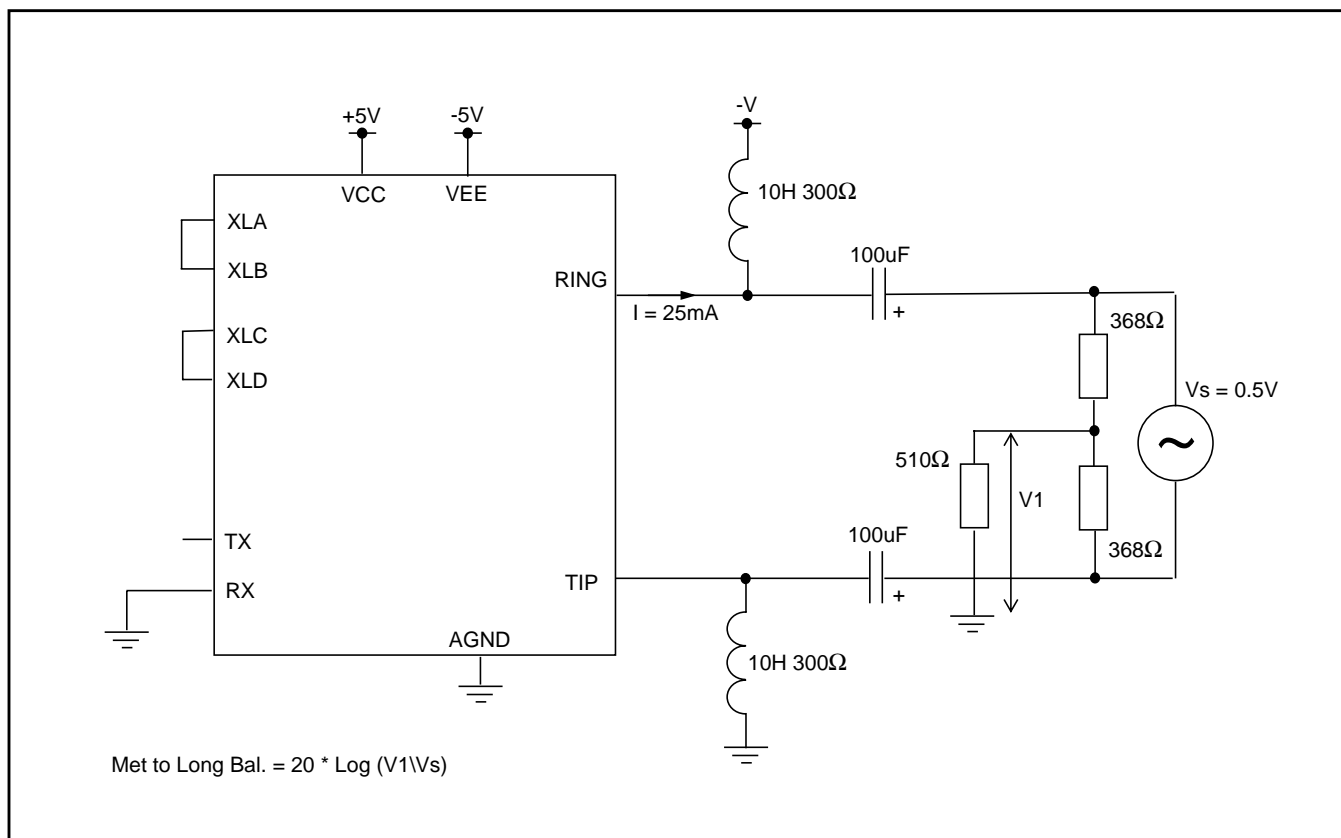 +5V
-5V
-V
VCC
VEE
10H 300Ω
XLA
XLB
100uF
RING
+
I = 25mA
XLC
XLD
368Ω
Vs = 0.5V
~
510Ω
V1
100uF
368Ω
TX
TIP
+
RX
AGND
10H 300Ω
Met to Long Bal. = 20 * Log (V1\Vs)